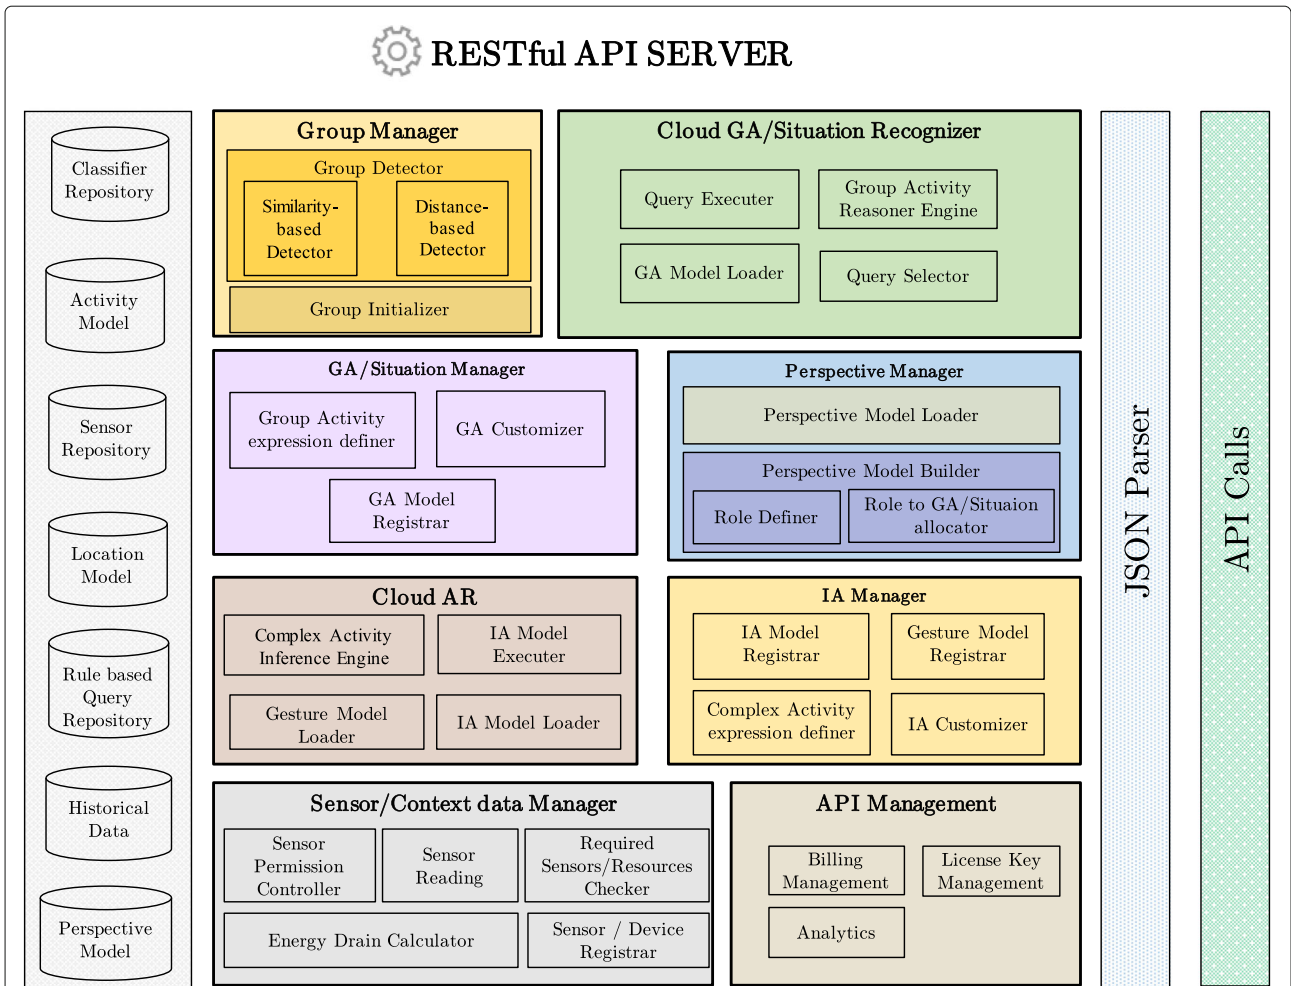 RESTful API SERVER
Classifier
Repository
Activity
Model
Sensor
Repository
Location
Model
Rule based
Query
Repository
Historical
Data
Perspective
Model
Group Manager
Group Detector
Similarity-
based
Detector
Distance-
based
Detector
Group Initializer
Cloud GA/Situation Recognizer
Query Executer
Group Activity
Reasoner Engine
GA Model Loader
Query Selector
GA/Situation Manager
Group Activity
expression definer
GA Customizer
GA Model
Registrar
Perspective Manager
Perspective Model Loader
Perspective Model Builder
Role Definer
Role to GA/Situaion
allocator
Cloud AR
Complex Activity
Inference Engine
IA Model
Executer
Gesture Model
Loader
IA Model Loader
IA Manager
IA Model
Registrar
Gesture Model
Registrar
Complex Activity
expression definer
IA Customizer
Sensor/Context data Manager
Sensor
Permission
Controller
Sensor
Reading
Required
Sensors/Resources
Checker
Energy Drain Calculator
Sensor / Device
Registrar
API Management
Billing
Management
License Key
Management
Analytics
JSON Parser
API Calls